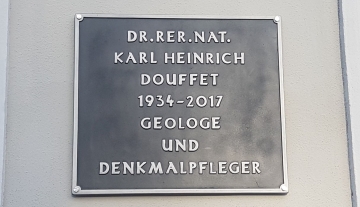 DR.RER.NAT.
KARL HEINRICH
DOUFFET
1934-2017
GEOLOGE
UND
DENKMALPFLEGER